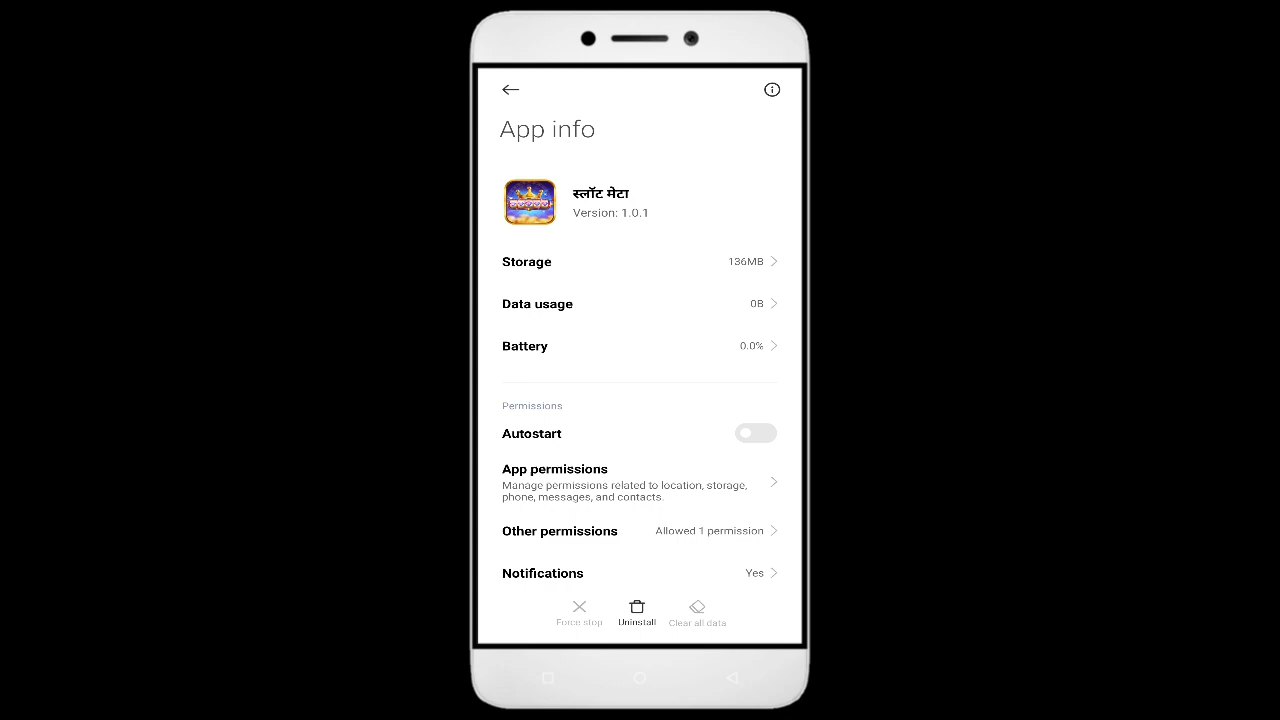 App info
स्लॉट मेटा
Version: 1.0.1
Storage 136MB
Data usage 0B
Battery 0.0%
Permissions
Autostart
App permissions
Manage permissions related to location, storage,
phone, messages, and contacts.
Other permissions Allowed 1 permission
Notifications Yes
Force stop Uninstall Clear all data